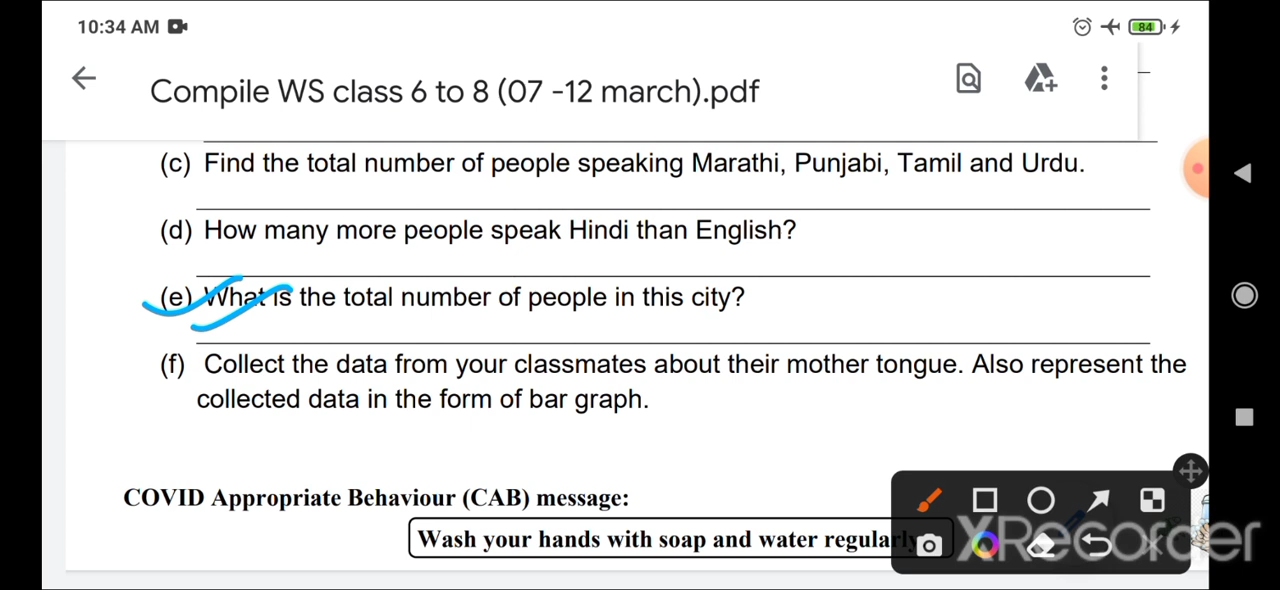 10:34 AM
84
Compile WS class 6 to 8 (07 -12 march).pdf
(c) Find the total number of people speaking Marathi, Punjabi, Tamil and Urdu.
(d) How many more people speak Hindi than English?
(e) What is the total number of people in this city?
(f) Collect the data from your classmates about their mother tongue. Also represent the
collected data in the form of bar graph.
COVID Appropriate Behaviour (CAB) message:
Wash your hands with soap and water regularly
XRecorder